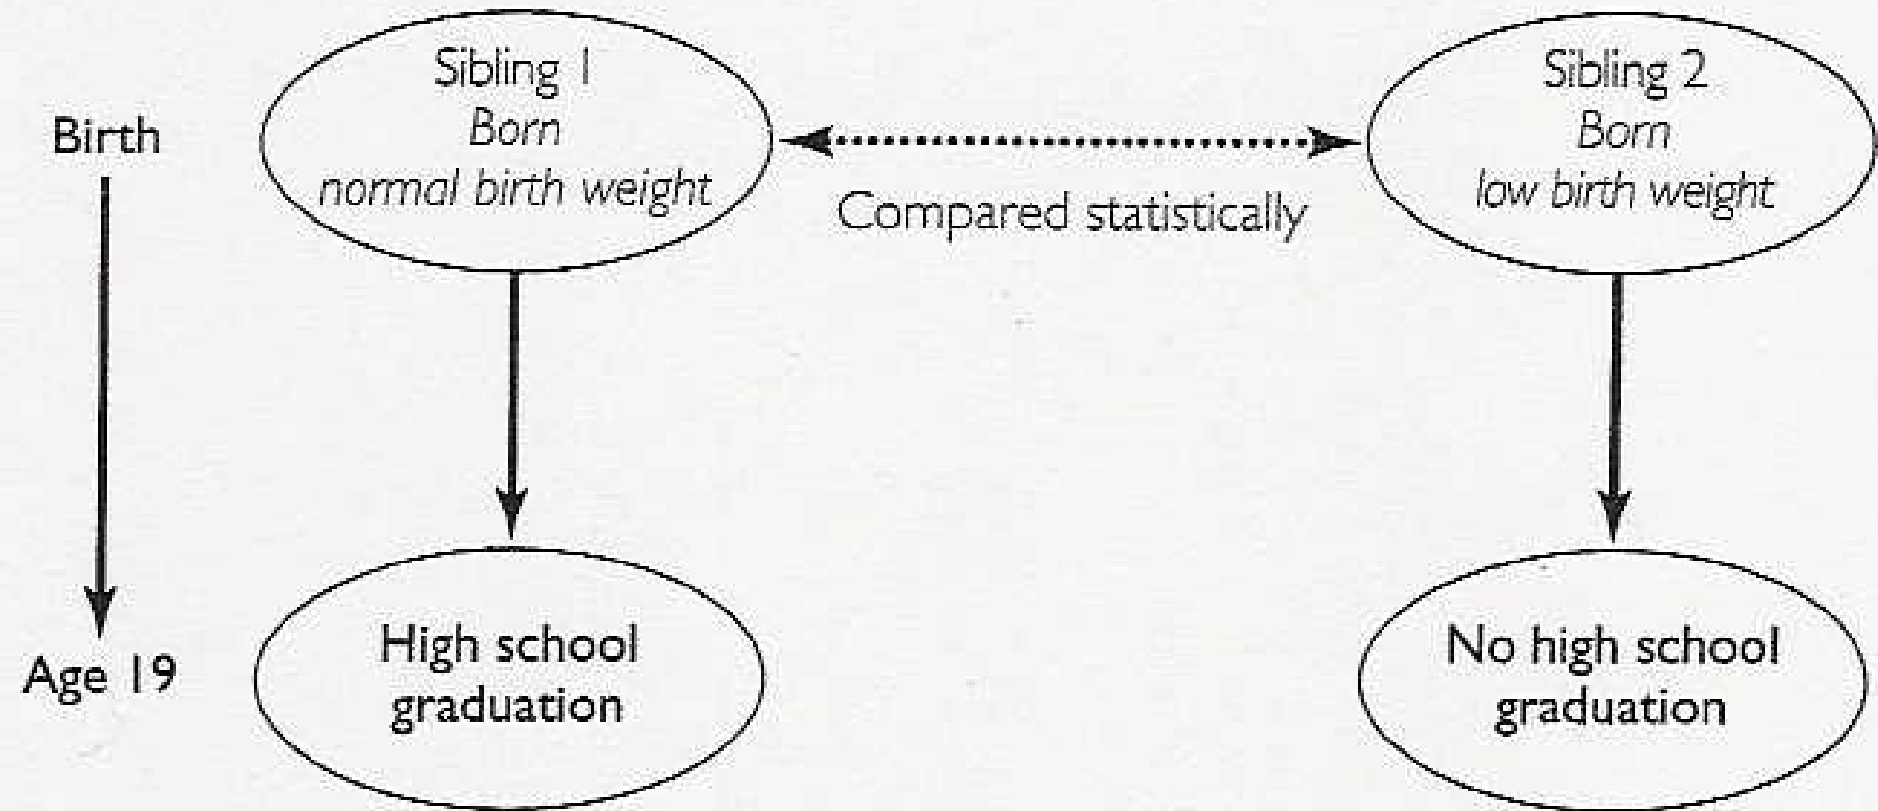 Birth
Sibling 1
Born
normal birth weight
Compared statistically
Sibling 2
Born
low birth weight
Age 19
High school
graduation
No high school
graduation